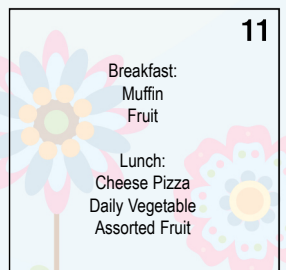 11
Breakfast:
Muffin
Fruit
Lunch:
Cheese Pizza
Daily Vegetable
Assorted Fruit